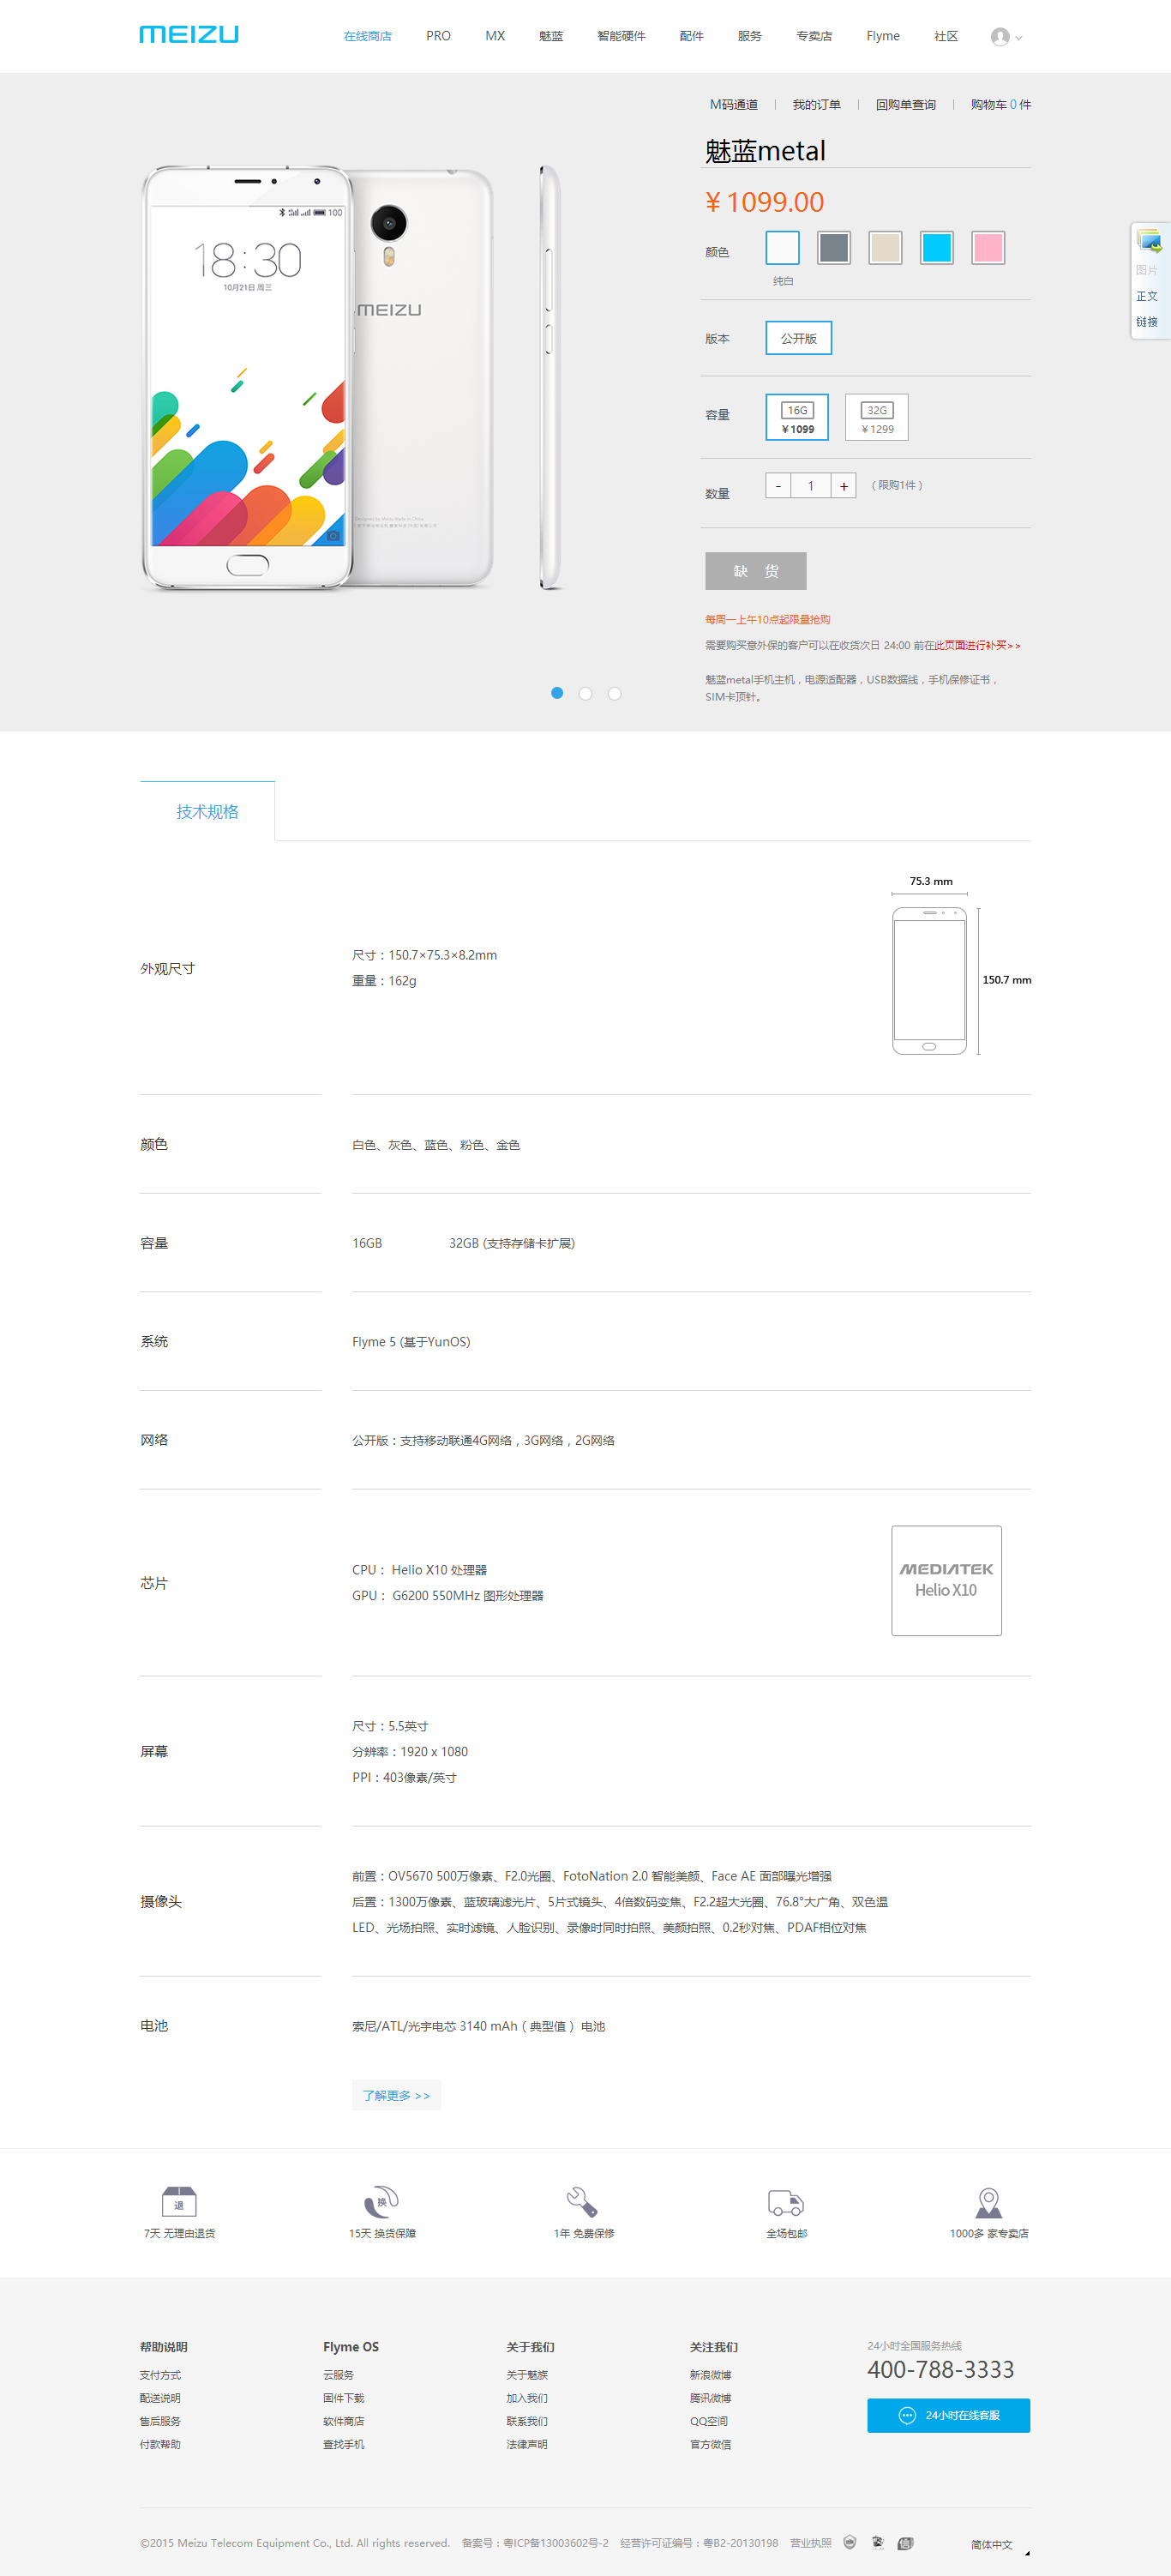 MEIZU
在线商店 PRO MX 魅蓝 智能硬件 配件 服务 专卖店 Flyme 社区
M码通道 | 我的订单 | 回购单查询 | 购物车 0 件
魅蓝metal
¥ 1099.00
颜色
纯白
版本 公开版
容量 16G ¥1099 32G ¥1299
数量 - 1 + （限购1件）
缺 货
每周一上午10点起限量抢购
需要购买意外保的客户可以在收货次日 24:00 前在此页面进行补买>>
魅蓝metal手机主机，电源适配器，USB数据线，手机保修证书，
SIM卡顶针。
100
18:30
10月21日 周三
MEIZU
图片
正文
链接
技术规格
75.3 mm
150.7 mm
外观尺寸
尺寸：150.7×75.3×8.2mm
重量：162g
颜色 白色、灰色、蓝色、粉色、金色
容量 16GB 32GB (支持存储卡扩展)
系统 Flyme 5 (基于YunOS)
网络 公开版：支持移动联通4G网络，3G网络，2G网络
芯片
CPU： Helio X10 处理器
GPU： G6200 550MHz 图形处理器
MEDIATEK
Helio X10
屏幕
尺寸：5.5英寸
分辨率：1920 x 1080
PPI：403像素/英寸
摄像头
前置：OV5670 500万像素、F2.0光圈、FotoNation 2.0 智能美颜、Face AE 面部曝光增强
后置：1300万像素、蓝玻璃滤光片、5片式镜头、4倍数码变焦、F2.2超大光圈、76.8°大广角、双色温
LED、光场拍照、实时滤镜、人脸识别、录像时同时拍照、美颜拍照、0.2秒对焦、PDAF相位对焦
电池 索尼/ATL/光宇电芯 3140 mAh（典型值） 电池
了解更多 >>
退 换
7天 无理由退货 15天 换货保障 1年 免费保修 全场包邮 1000多 家专卖店
帮助说明 Flyme OS 关于我们 关注我们
支付方式 云服务 关于魅族 新浪微博
配送说明 固件下载 加入我们 腾讯微博
售后服务 软件商店 联系我们 QQ空间
付款帮助 查找手机 法律声明 官方微信
24小时全国服务热线
400-788-3333
24小时在线客服
©2015 Meizu Telecom Equipment Co., Ltd. All rights reserved. 备案号：粤ICP备13003602号-2 经营许可证编号：粤B2-20130198 营业执照 简体中文